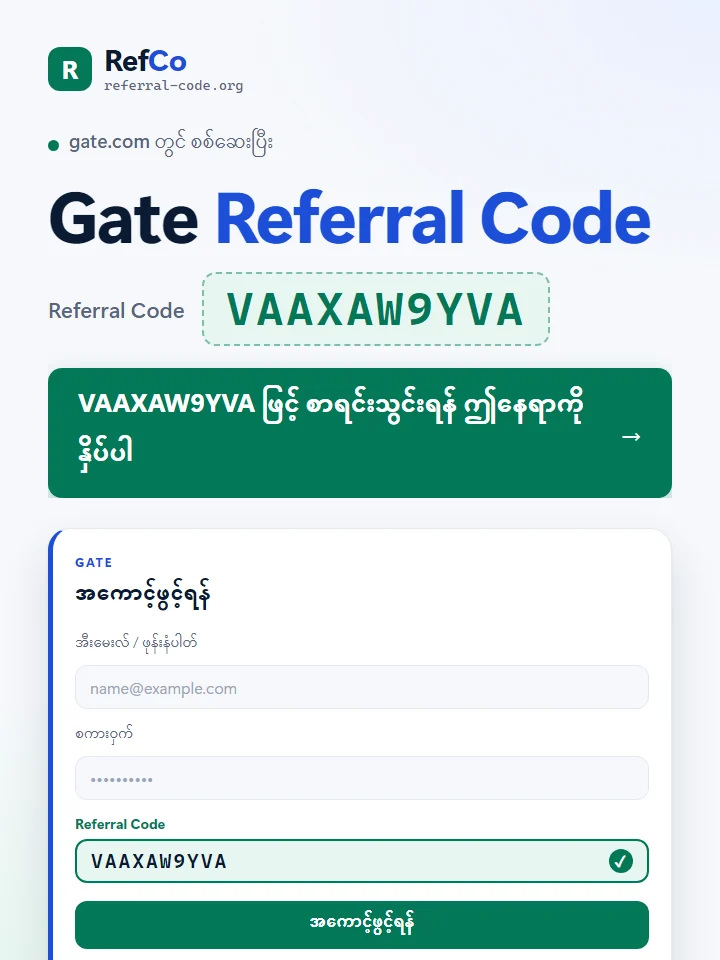 R
RefCo
referral-code.org
gate.com တွင် စစ်ဆေးပြီး
Gate Referral Code
Referral Code
VAAXAW9YVA
VAAXAW9YVA ဖြင့် စာရင်းသွင်းရန် ဤနေရာကို
နှိပ်ပါ
→
GATE
အကောင့်ဖွင့်ရန်
အီးမေးလ် / ဖုန်းနံပါတ်
name@example.com
စကားဝှက်
••••••••••
Referral Code
VAAXAW9YVA
အကောင့်ဖွင့်ရန်